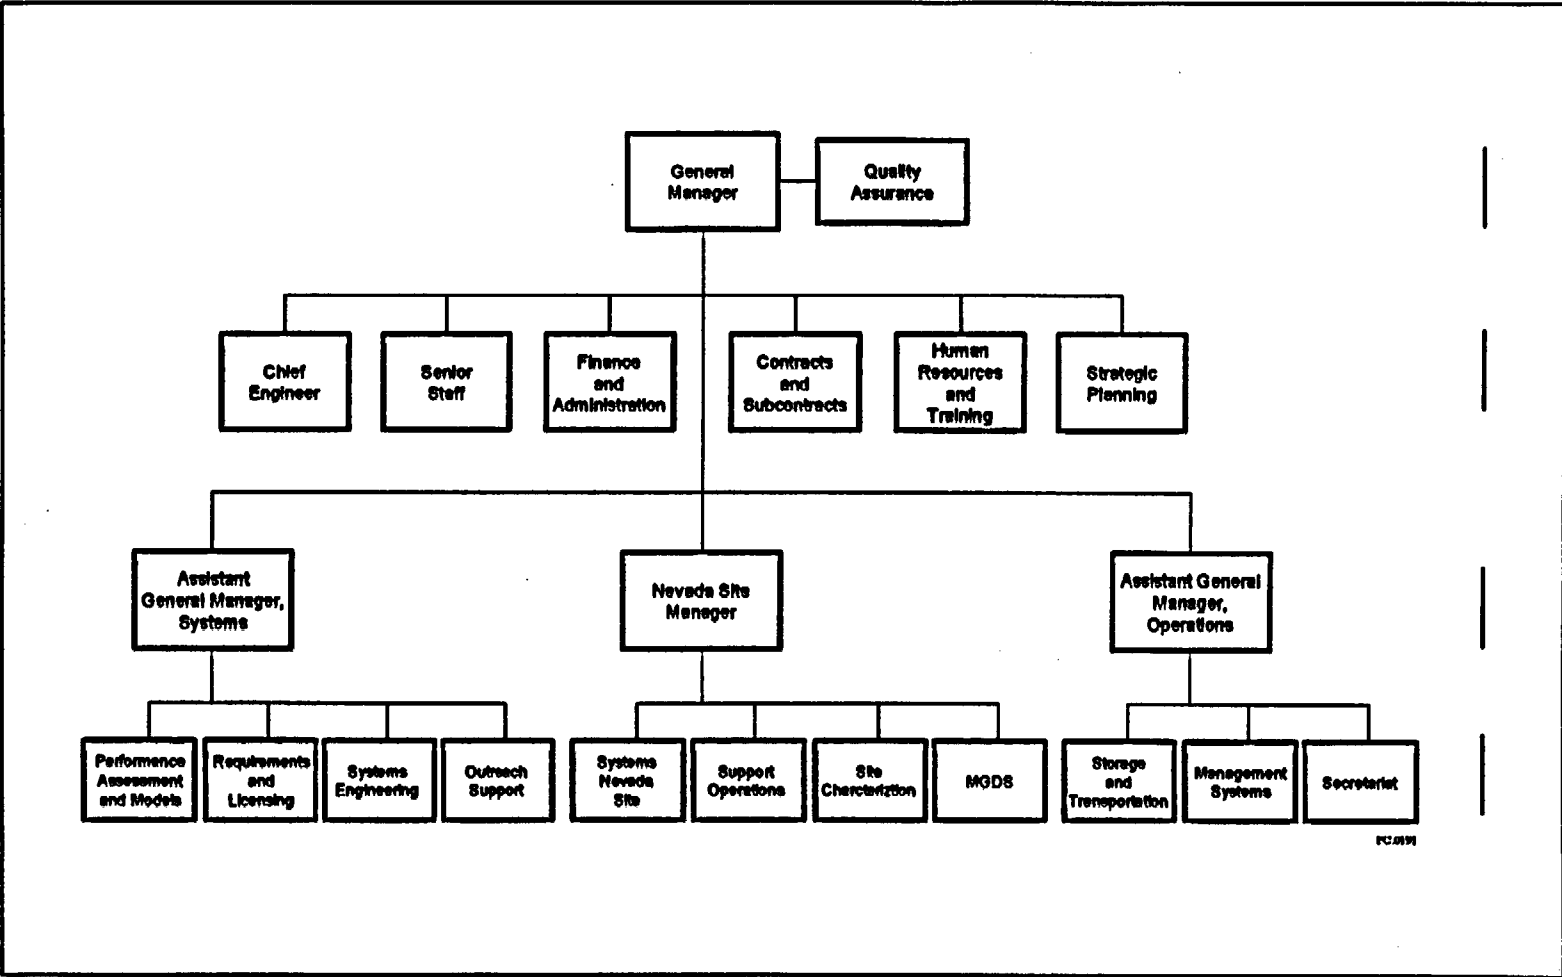 General
Manager
Quality
Assurance
Chief
Engineer
Senior
Staff
Finance
and
Administration
Contracts
and
Subcontracts
Human
Resources
and
Training
Strategic
Planning
Assistant
General Manager,
Systems
Nevada Site
Manager
Assistant General
Manager,
Operations
Performance
Assessment
and Models
Requirements
and
Licensing
Systems
Engineering
Outreach
Support
Systems
Nevada
Site
Support
Operations
Site
Charcteriztion
MGDS
Storage
and
Transportation
Management
Systems
Secretariat